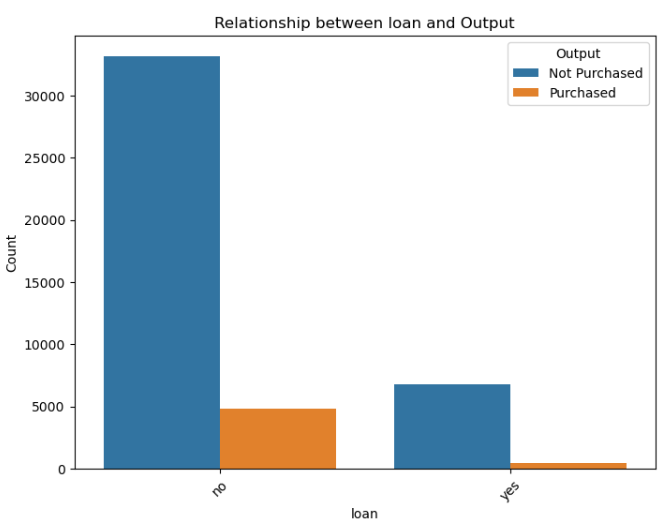 Relationship between loan and Output
Output
Not Purchased
Purchased
Count
30000
25000
20000
15000
10000
5000
0
no
yes
loan